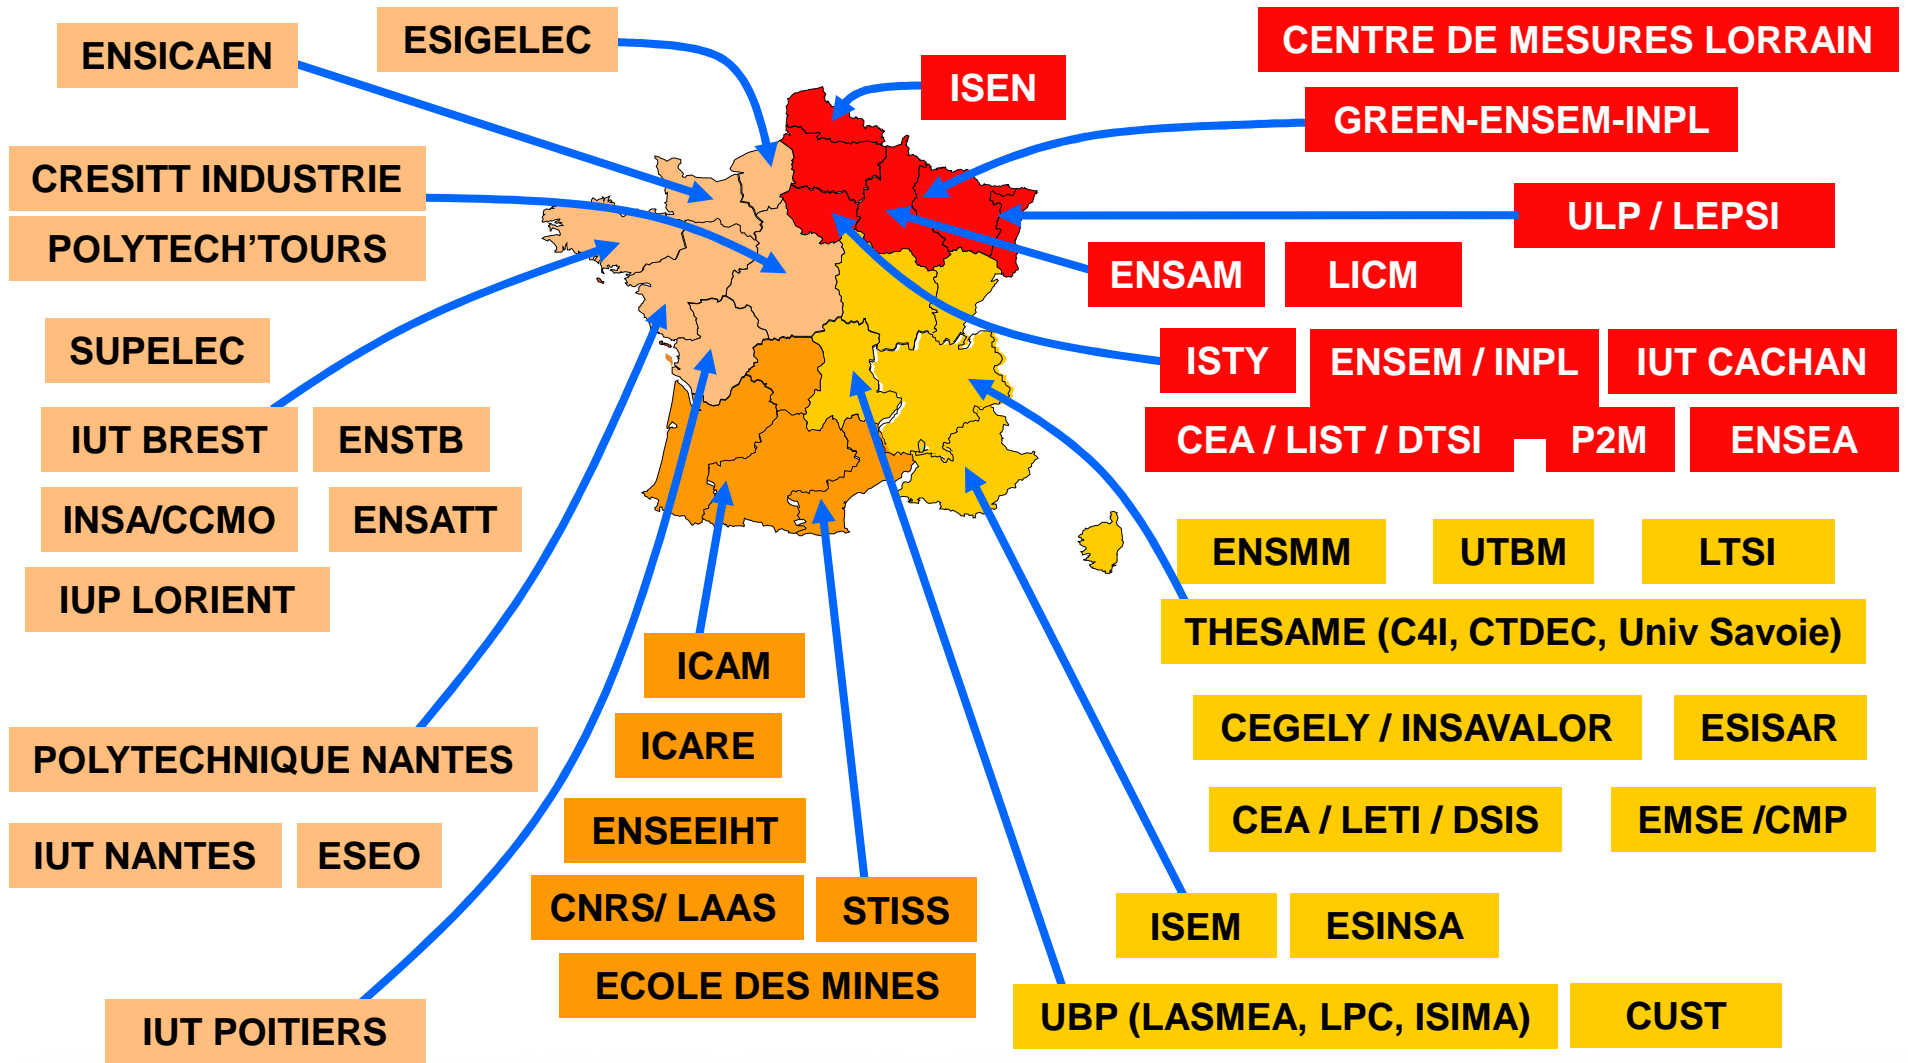 ENSICAEN
ESIGELEC
ISEN
CENTRE DE MESURES LORRAIN
GREEN-ENSEM-INPL
CRESITT INDUSTRIE
POLYTECH’TOURS
ULP / LEPSI
ENSAM
LICM
SUPELEC
ISTY
ENSEM / INPL
IUT CACHAN
IUT BREST
ENSTB
CEA / LIST / DTSI
P2M
ENSEA
INSA/CCMO
ENSATT
IUP LORIENT
ENSMM
UTBM
LTSI
THESAME (C4I, CTDEC, Univ Savoie)
ICAM
ICARE
CEGELY / INSAVALOR
ESISAR
POLYTECHNIQUE NANTES
IUT NANTES
ESEO
ENSEEIHT
CEA / LETI / DSIS
EMSE /CMP
CNRS/ LAAS
STISS
ISEM
ESINSA
ECOLE DES MINES
UBP (LASMEA, LPC, ISIMA)
CUST
IUT POITIERS